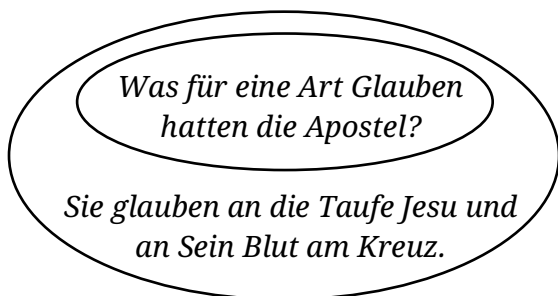 Was für eine Art Glauben
hatten die Apostel?
Sie glauben an die Taufe Jesu und
an Sein Blut am Kreuz.